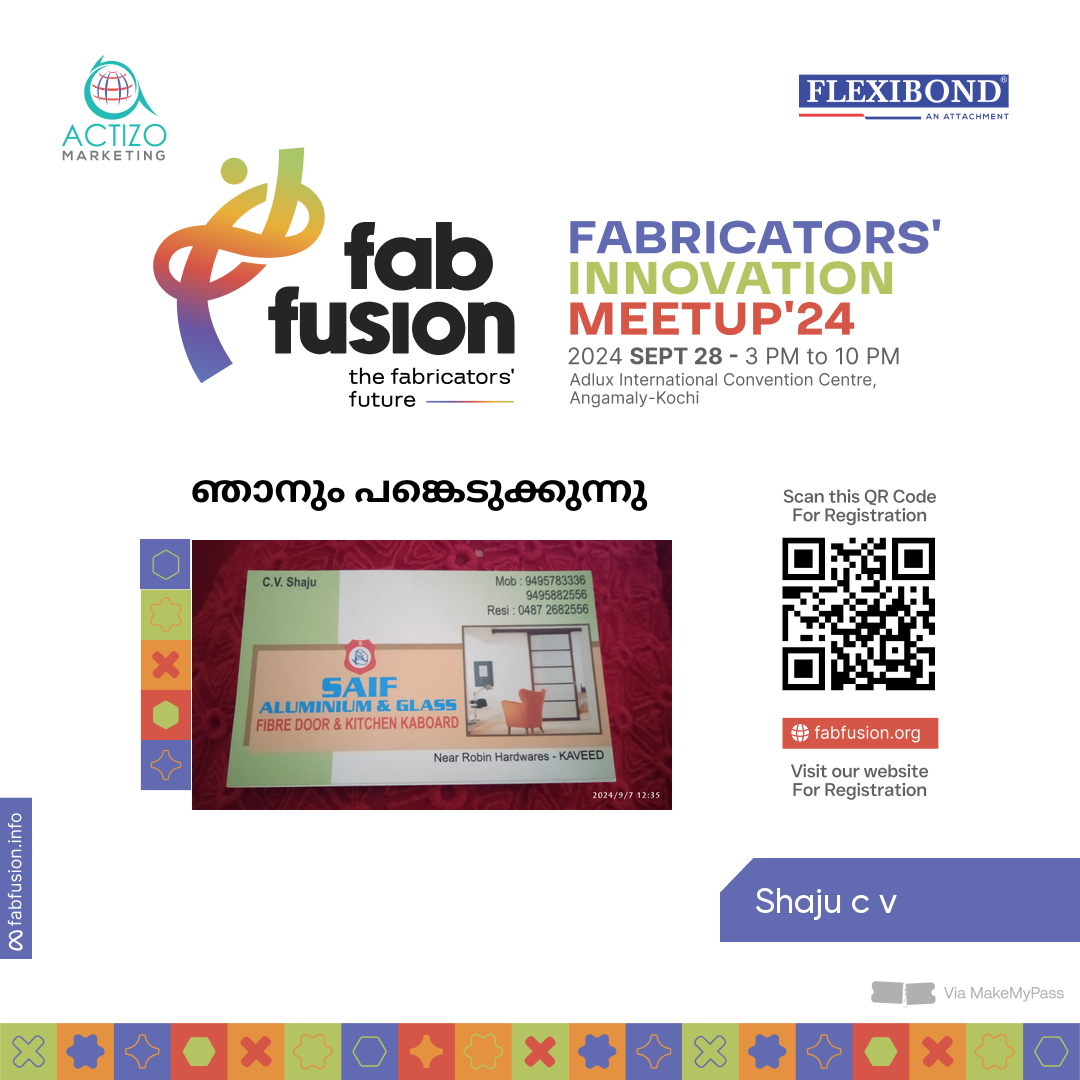 ACTIZO
MARKETING
FLEXIBOND®
AN ATTACHMENT
fab
fusion
the fabricators'
future
FABRICATORS'
INNOVATION
MEETUP'24
2024 SEPT 28 - 3 PM to 10 PM
Adlux International Convention Centre,
Angamaly-Kochi
ഞാനും പങ്കെടുക്കുന്നു
C.V. Shaju
Mob : 9495783336
9495882556
Resi : 0487 2682556
SAIF
ALUMINIUM & GLASS
FIBRE DOOR & KITCHEN KABOARD
Near Robin Hardwares - KAVEED
2024/9/7 12:35
Scan this QR Code
For Registration
fabfusion.org
Visit our website
For Registration
fabfusion.info
Shaju c v
Via MakeMyPass